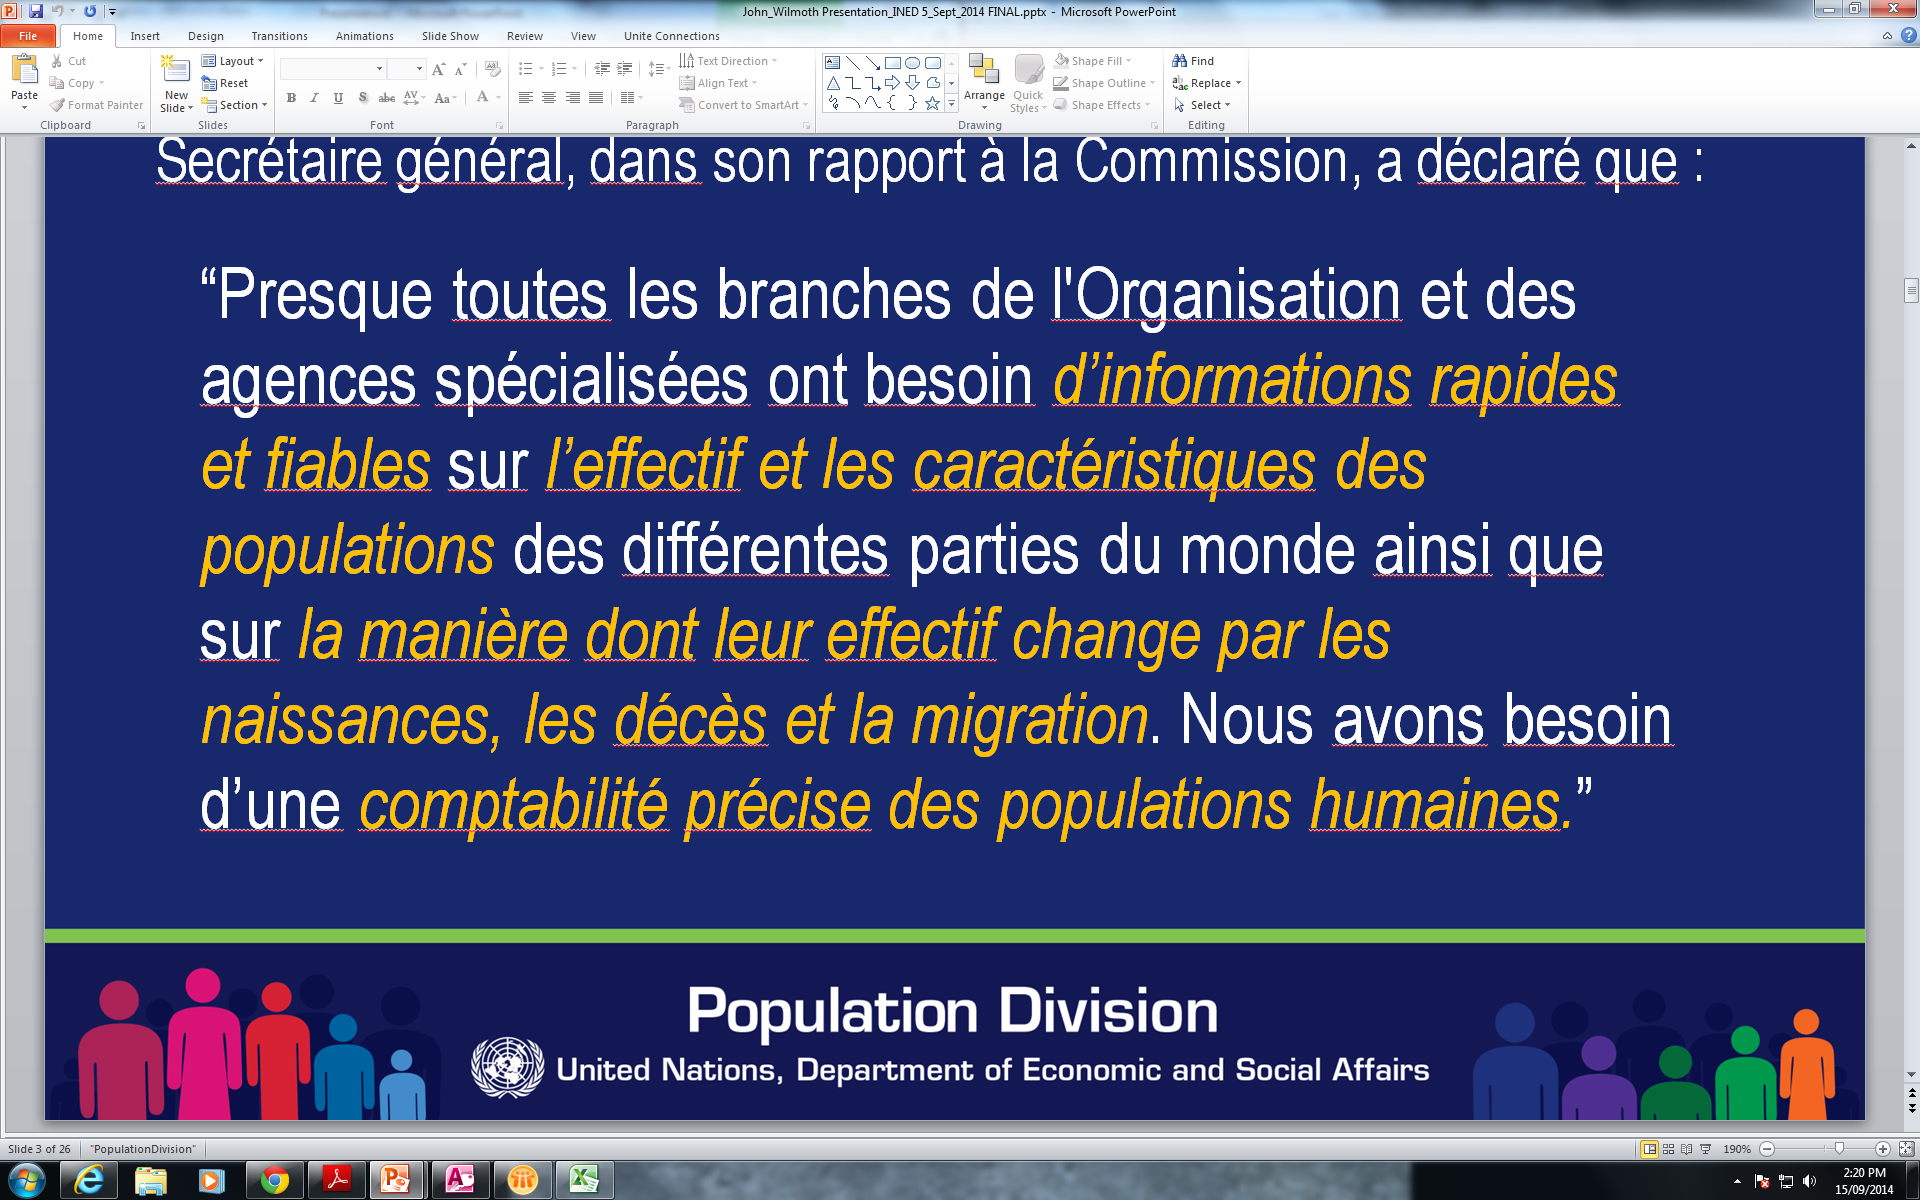 John_Wilmoth Presentation_INED 5_Sept_2014 FINAL.pptx - Microsoft PowerPoint
File Home Insert Design Transitions Animations Slide Show Review View Unite Connections
Paste
Cut
Copy
Format Painter
Clipboard
New Slide
Layout
Reset
Section
Slides
Font
Text Direction
Align Text
Convert to SmartArt
Paragraph
Arrange
Quick Styles
Shape Fill
Shape Outline
Shape Effects
Drawing
Find
Replace
Select
Editing
Secrétaire général, dans son rapport à la Commission, a déclaré que :
“Presque toutes les branches de l'Organisation et des
agences spécialisées ont besoin d’informations rapides
et fiables sur l’effectif et les caractéristiques des
populations des différentes parties du monde ainsi que
sur la manière dont leur effectif change par les
naissances, les décès et la migration. Nous avons besoin
d’une comptabilité précise des populations humaines.”
Population Division
United Nations, Department of Economic and Social Affairs
Slide 3 of 26 "PopulationDivision" 190%
2:20 PM
15/09/2014